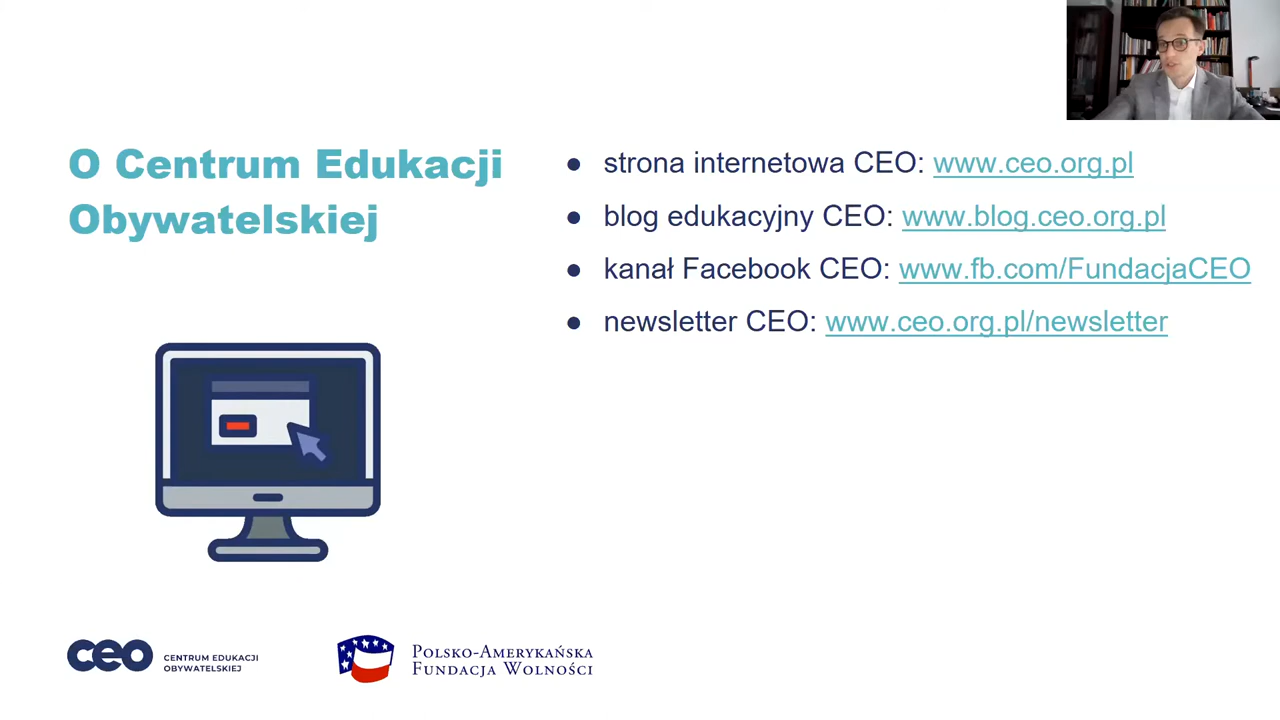 O Centrum Edukacji
Obywatelskiej
● strona internetowa CEO: www.ceo.org.pl
● blog edukacyjny CEO: www.blog.ceo.org.pl
● kanał Facebook CEO: www.fb.com/FundacjaCEO
● newsletter CEO: www.ceo.org.pl/newsletter
ceo
CENTRUM EDUKACJI
OBYWATELSKIEJ
POLSKO-AMERYKAŃSKA
FUNDACJA WOLNOŚCI